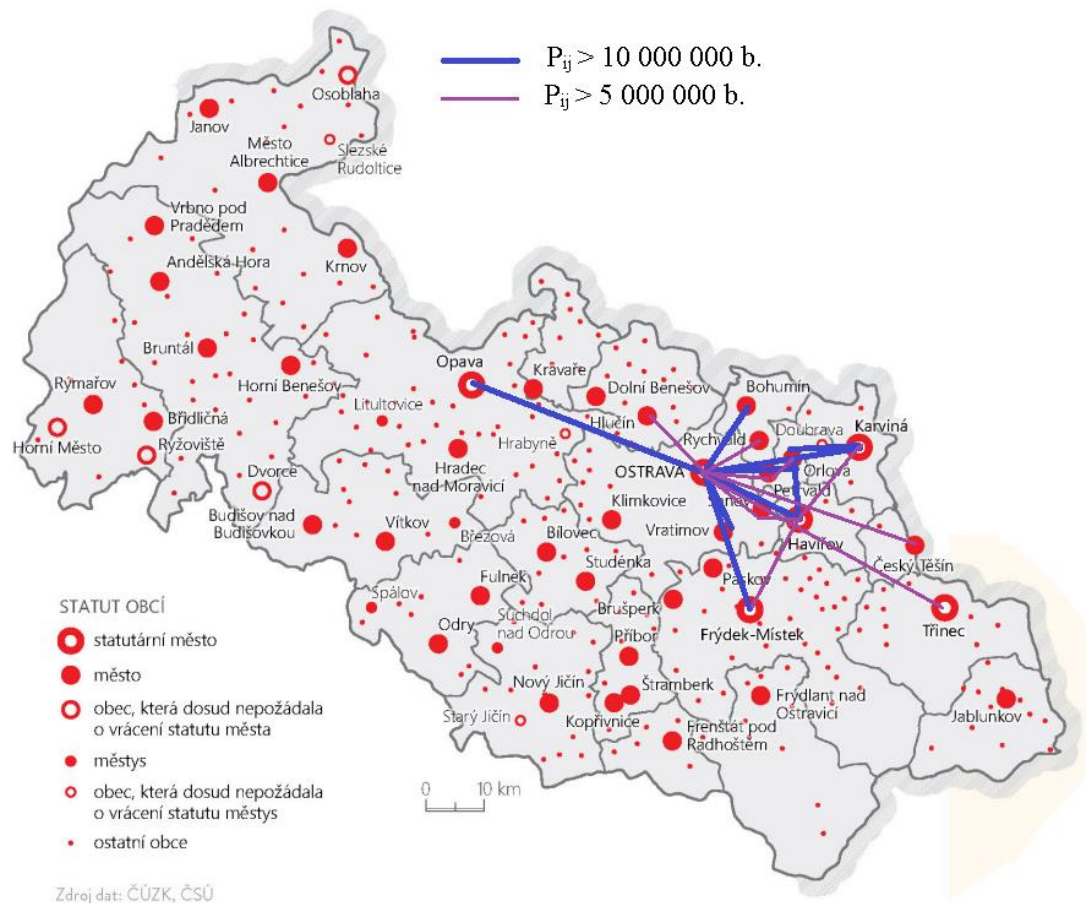 P_ij > 10 000 000 b.
P_ij > 5 000 000 b.
Osoblaha
Janov
Město
Albrechtice
Slezské
Rudoltice
Vrbno pod
Pradědem
Krnov
Andělská Hora
Bruntál
Horní Benešov
Rýmařov
Břidličná
Horní Město
Ryžoviště
Dvorce
Opava
Kravaře
Dolní Benešov
Bohumín
Litultovice
Hlučín
Rychvald
Doubrava
Karviná
Hrabyně
OSTRAVA
Orlová
Petřvald
Hradec
nad Moravicí
Klimkovice
Budišov nad
Budišovkou
Vítkov
Březová
Bílovec
Vratimov
Havířov
Český Těšín
Studénka
Paskov
Spálov
Fulnek
Suchdol
nad Odrou
Brušperk
Odry
Příbor
Frýdek-Místek
Třinec
Nový Jičín
Štramberk
Frýdlant nad
Ostravicí
Jablunkov
Starý Jičín
Kopřivnice
Frenštát pod
Radhoštěm
0 10 km
STATUT OBCÍ
statutární město
město
obec, která dosud nepožádala
o vrácení statutu města
městys
obec, která dosud nepožádala
o vrácení statutu městys
ostatní obce
Zdroj dat: ČÚZK, ČSÚ